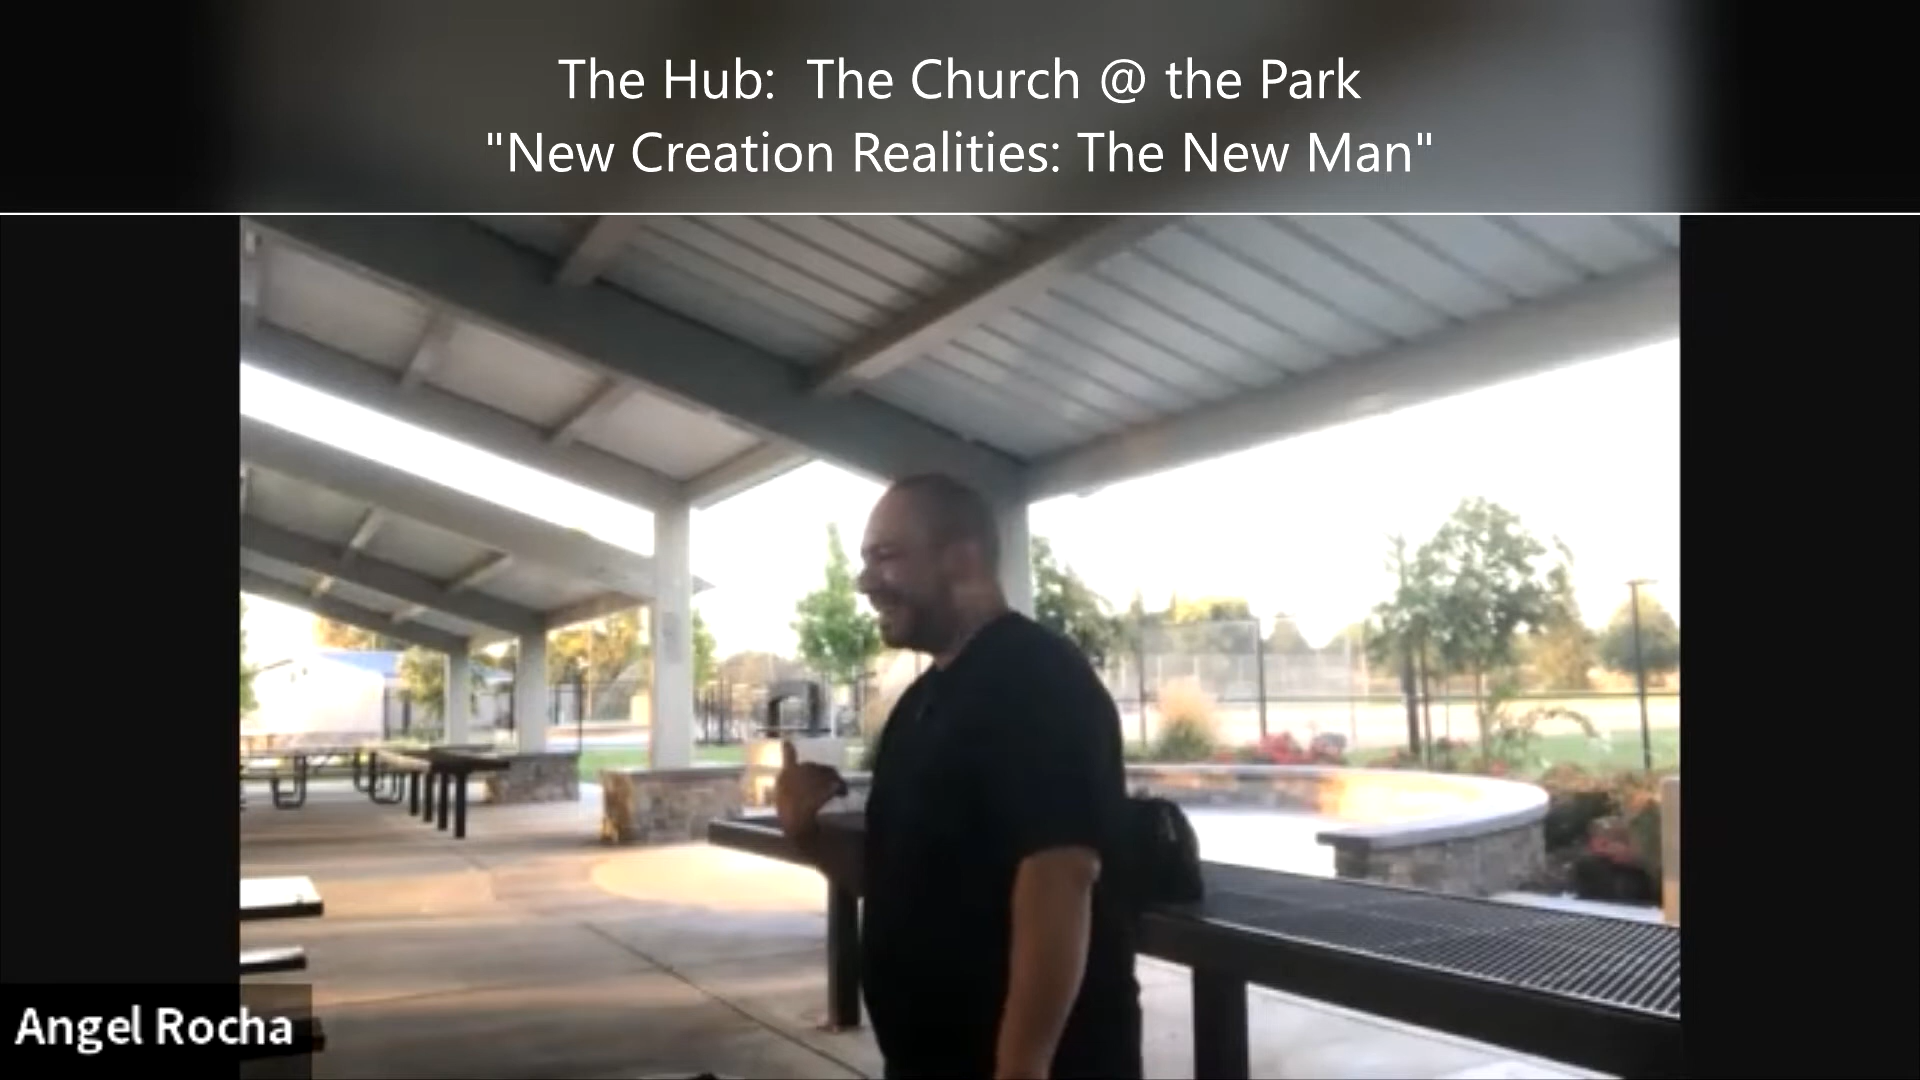 The Hub:  The Church @ the Park
"New Creation Realities: The New Man"
Angel Rocha